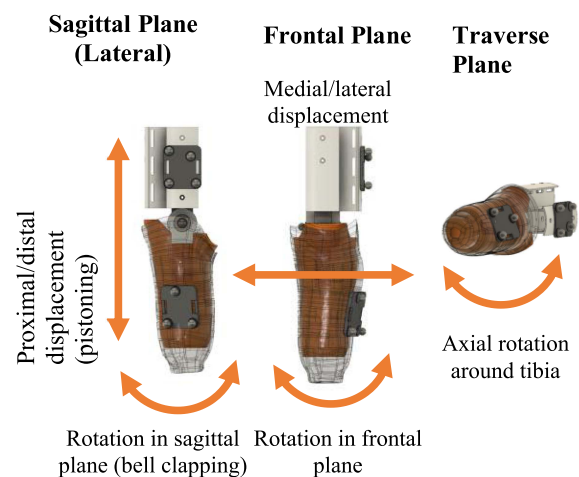 Sagittal Plane
(Lateral)
Frontal Plane
Traverse
Plane
Medial/lateral
displacement
Proximal/distal
displacement
(pistoning)
Axial rotation
around tibia
Rotation in sagittal
plane (bell clapping)
Rotation in frontal
plane